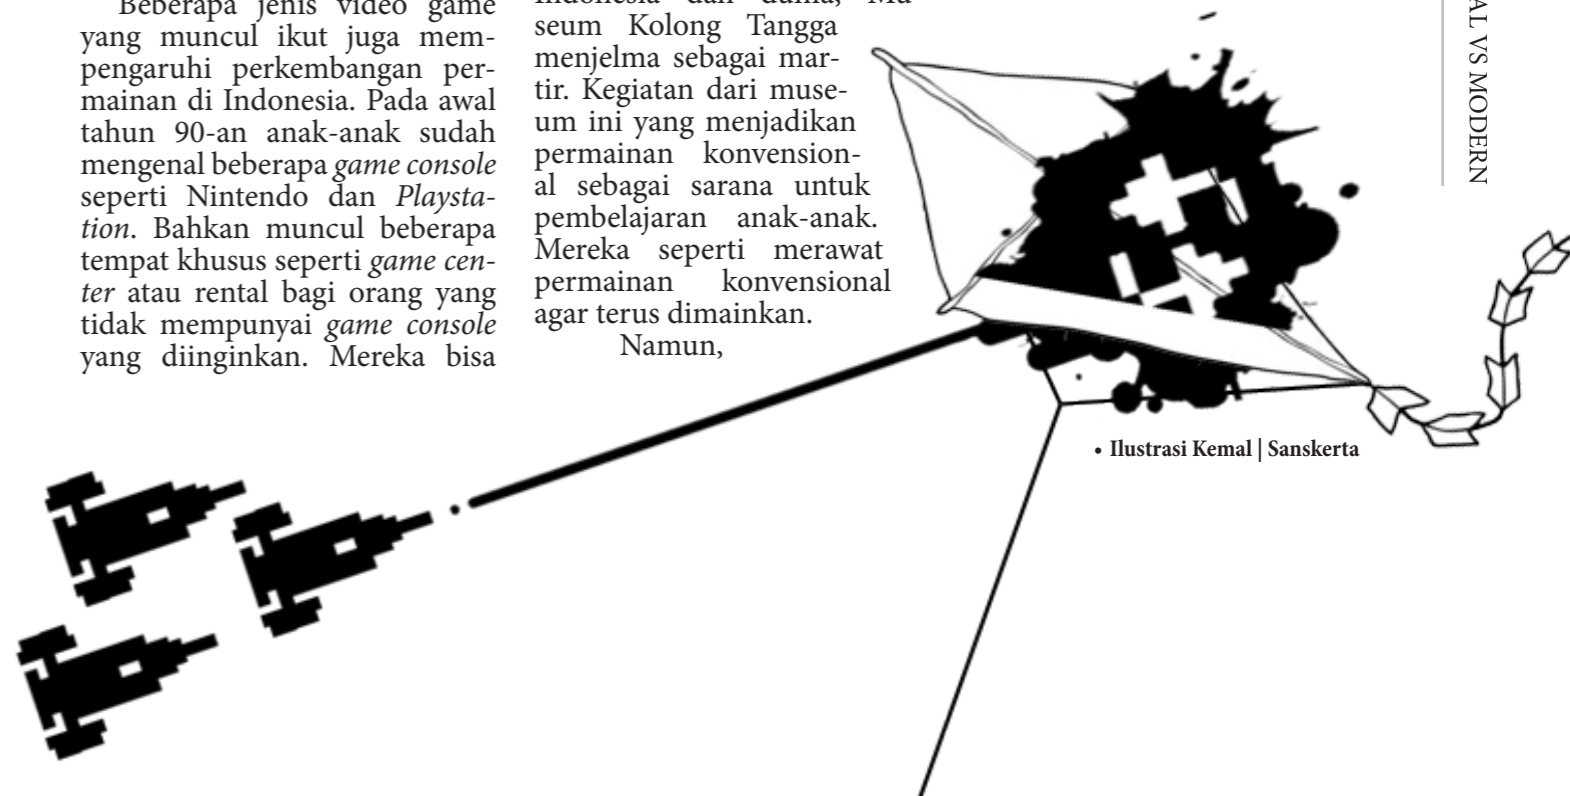 Beberapa jenis video game
yang muncul ikut juga mem-
pengaruhi perkembangan per-
mainan di Indonesia. Pada awal
tahun 90-an anak-anak sudah
mengenal beberapa game console
seperti Nintendo dan Playsta-
tion. Bahkan muncul beberapa
tempat khusus seperti game cen-
ter atau rental bagi orang yang
tidak mempunyai game console
yang diinginkan. Mereka bisa
Indonesia dan dunia, Mu
seum Kolong Tangga
menjelma sebagai mar-
tir. Kegiatan dari muse-
um ini yang menjadikan
permainan konvension-
al sebagai sarana untuk
pembelajaran anak-anak.
Mereka seperti merawat
permainan konvensional
agar terus dimainkan.
Namun,
• Ilustrasi Kemal | Sanskerta
AL VS MODERN